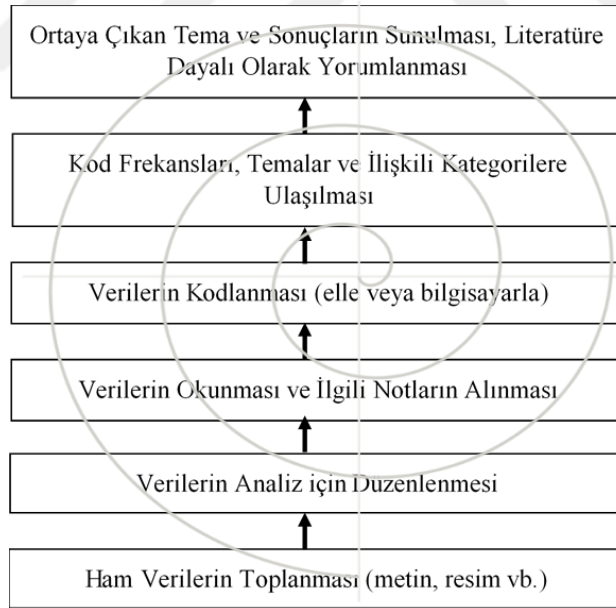 Ortaya Çıkan Tema ve Sonuçların Sunulması, Literatüre
Dayalı Olarak Yorumlanması
Kod Frekansları, Temalar ve İlişkili Kategorilere
Ulaşılması
Verilerin Kodlanması (elle veya bilgisayarla)
Verilerin Okunması ve İlgili Notların Alınması
Verilerin Analiz için Düzenlenmesi
Ham Verilerin Toplanması (metin, resim vb.)